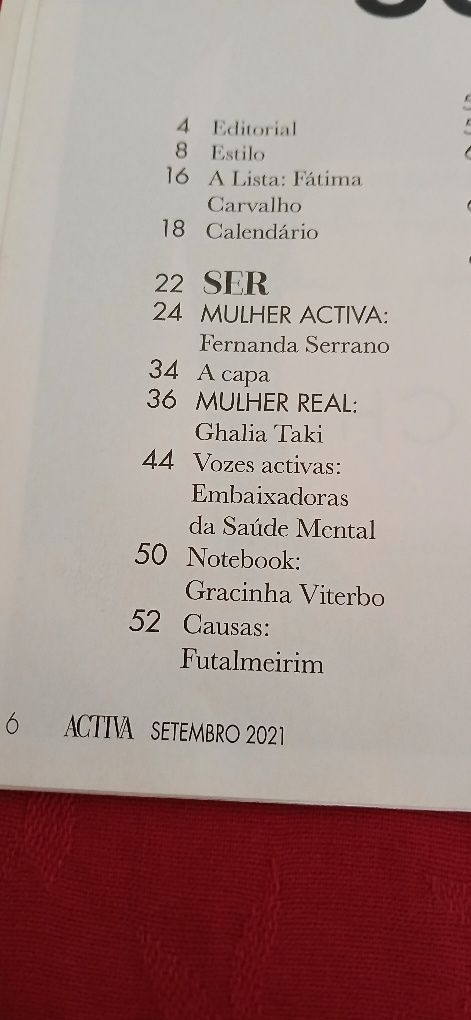 4 Editorial
8 Estilo
16 A Lista: Fátima
Carvalho
18 Calendário
22 SER
24 MULHER ACTIVA:
Fernanda Serrano
34 A capa
36 MULHER REAL:
Ghalia Taki
44 Vozes activas:
Embaixadoras
da Saúde Mental
50 Notebook:
Gracinha Viterbo
52 Causas:
Futalmeirim
6 ACTIVA SETEMBRO 2021